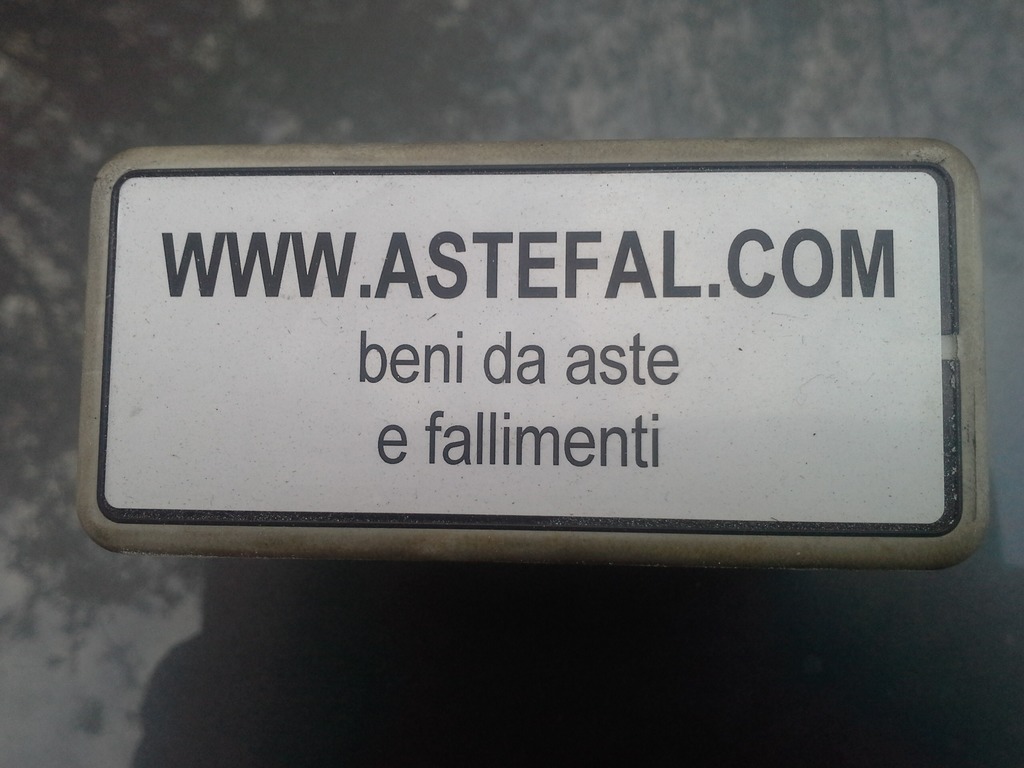 WWW.ASTEFAL.COM
beni da aste
e fallimenti